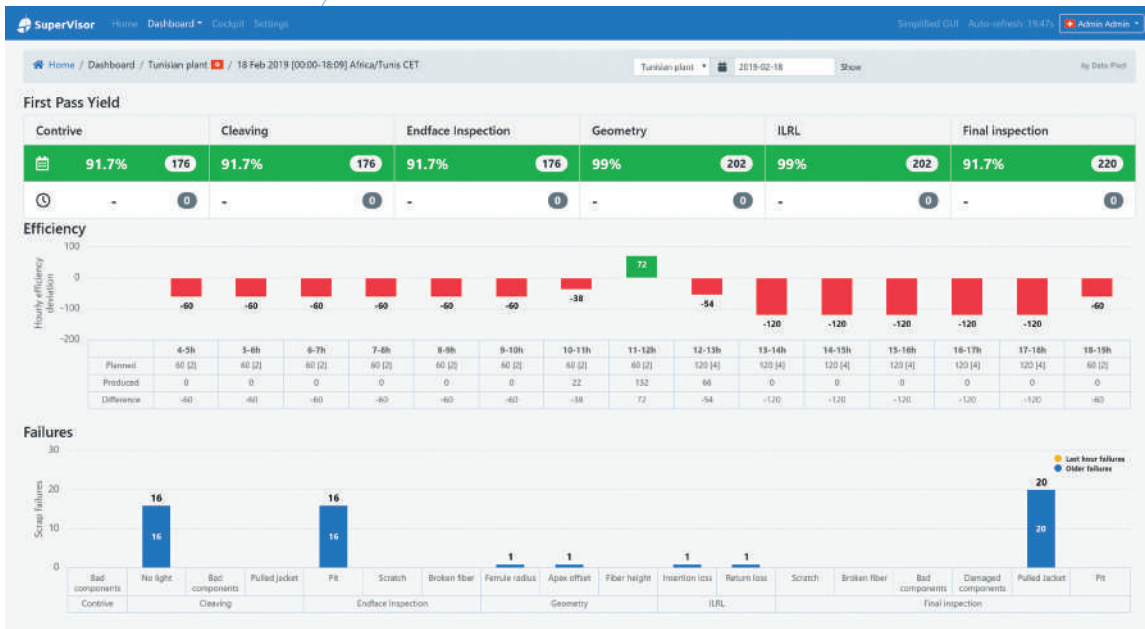 SuperVisor Home Dashboard Cockpit Settings Simplified GUI Auto-refresh: 19:47s Admin Admin
Home / Dashboard / Tunisian plant / 18 Feb 2019 [00:00-18:09] Africa/Tunis CET Tunisian plant 2019-02-18 Show by Data Pixel
First Pass Yield
Contrive Cleaving Endface Inspection Geometry ILRL Final inspection
91.7% 176 91.7% 176 91.7% 176 99% 202 99% 202 91.7% 220
- 0 - 0 - 0 - 0 - 0 - 0
Efficiency
Hourly efficiency deviation
100
0
-100
-200
-60 -60 -60 -60 -60 -60 -38 72 -54 -120 -120 -120 -120 -120 -60
4-5h 5-6h 6-7h 7-8h 8-9h 9-10h 10-11h 11-12h 12-13h 13-14h 14-15h 15-16h 16-17h 17-18h 18-19h
Planned 60 [2] 60 [2] 60 [2] 60 [2] 60 [2] 60 [2] 60 [2] 60 [2] 120 [4] 120 [4] 120 [4] 120 [4] 120 [4] 120 [4] 60 [2]
Produced 0 0 0 0 0 0 22 132 66 0 0 0 0 0 0
Difference -60 -60 -60 -60 -60 -60 -38 72 -54 -120 -120 -120 -120 -120 -60
Failures
Scrap failures
30
20
10
0
Last hour failures
Older failures
16 16 1 1 1 1 20
16 16 20
Bad components No light Bad components Pulled jacket Pit Scratch Broken fiber Ferrule radius Apex offset Fiber height Insertion loss Return loss Scratch Broken fiber Bad components Damaged components Pulled Jacket Pit
Contrive Cleaving Endface Inspection Geometry ILRL Final inspection